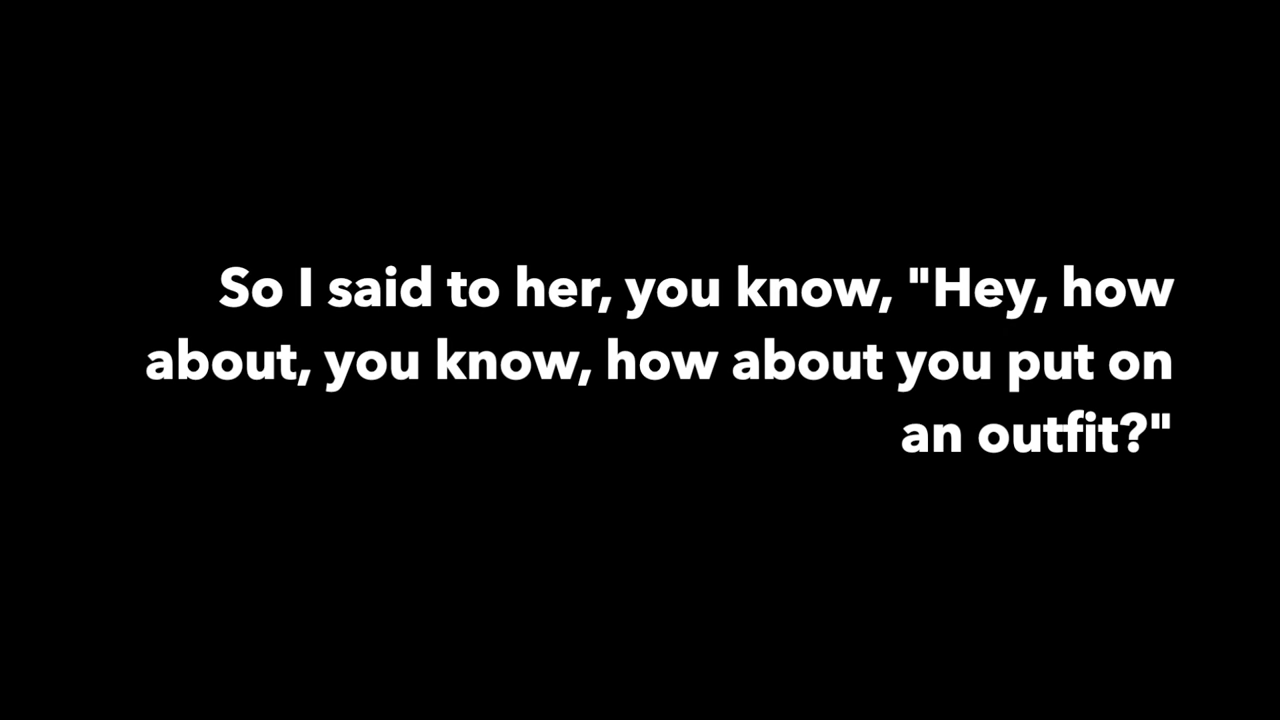 So I said to her, you know, "Hey, how
about, you know, how about you put on
an outfit?"